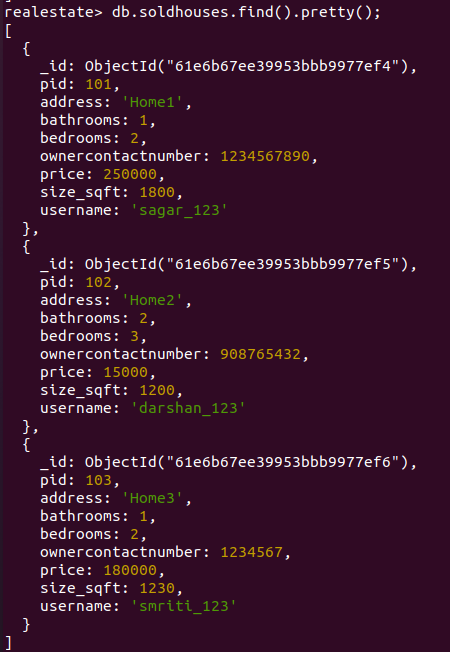 realestate> db.soldhouses.find().pretty();
[
  {
    _id: ObjectId("61e6b67ee39953bbb9977ef4"),
    pid: 101,
    address: 'Home1',
    bathrooms: 1,
    bedrooms: 2,
    ownercontactnumber: 1234567890,
    price: 250000,
    size_sqft: 1800,
    username: 'sagar_123'
  },
  {
    _id: ObjectId("61e6b67ee39953bbb9977ef5"),
    pid: 102,
    address: 'Home2',
    bathrooms: 2,
    bedrooms: 3,
    ownercontactnumber: 908765432,
    price: 15000,
    size_sqft: 1200,
    username: 'darshan_123'
  },
  {
    _id: ObjectId("61e6b67ee39953bbb9977ef6"),
    pid: 103,
    address: 'Home3',
    bathrooms: 1,
    bedrooms: 2,
    ownercontactnumber: 1234567,
    price: 180000,
    size_sqft: 1230,
    username: 'smriti_123'
  }
]